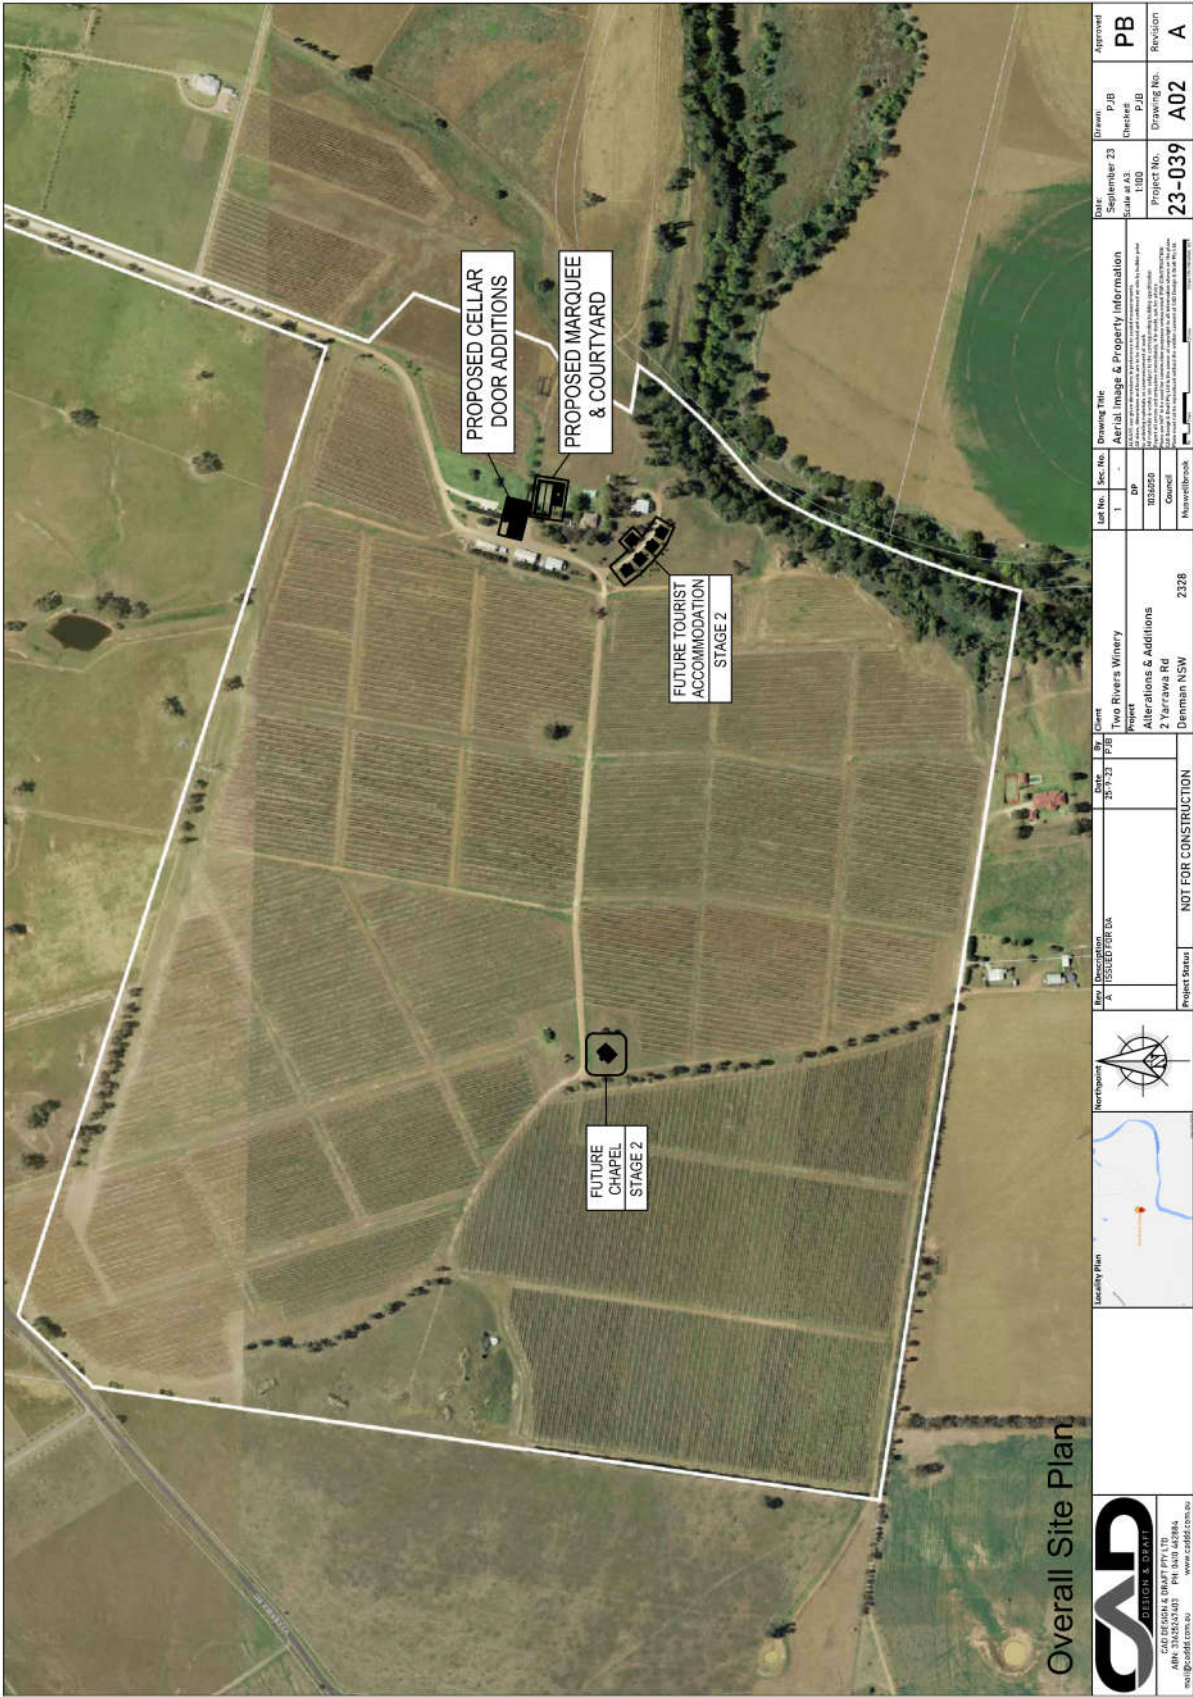 PROPOSED CELLAR
DOOR ADDITIONS
PROPOSED MARQUEE
& COURTYARD
FUTURE TOURIST
ACCOMMODATION
STAGE 2
FUTURE
CHAPEL
STAGE 2
Overall Site Plan
CAD
DESIGN & DRAFT
CAD DESIGN & DRAFT PTY LTD
Locality Plan
Northpoint
Rev Description Date By
A ISSUED FOR DA 25-9-23 PJB
Project Status
NOT FOR CONSTRUCTION
Client
Two Rivers Winery
Project
Alterations & Additions
2 Yarrawa Rd
Denman NSW 2328
Lot No. Sec. No.
1 -
DP
1036050
Council
Muswellbrook
Drawing Title
Aerial Image & Property Information
Date:
September 23
Scale at A3:
1:100
Project No.
23-039
Drawn:
PJB
Checked:
PJB
Drawing No.
A02
Approved
PB
Revision
A